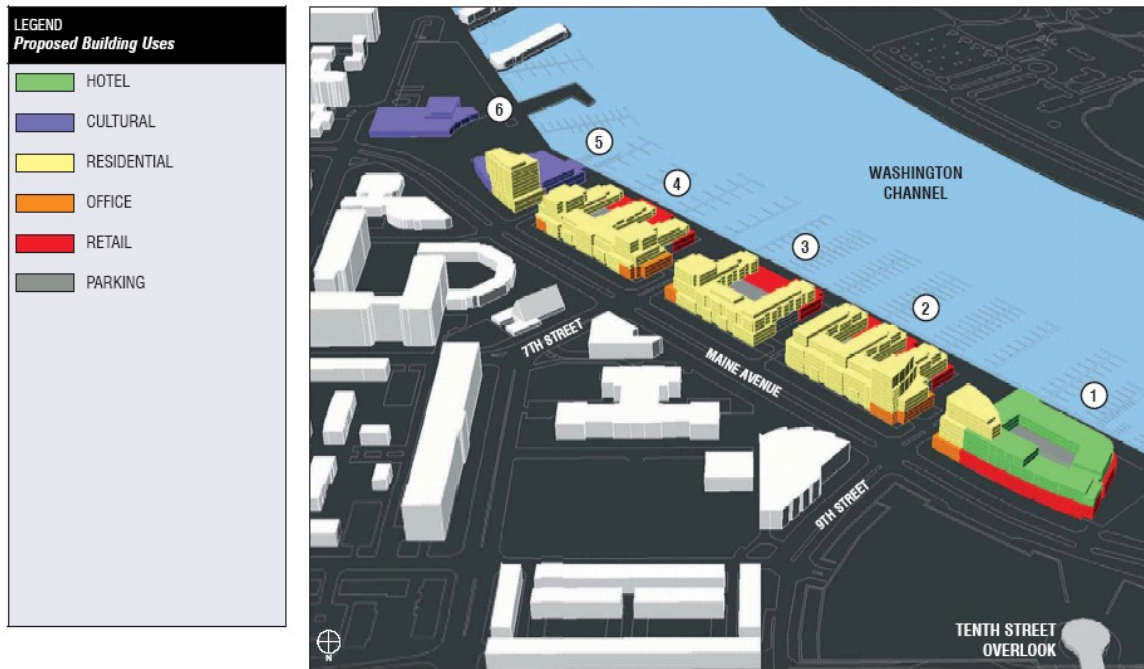 LEGEND
Proposed Building Uses
HOTEL
CULTURAL
RESIDENTIAL
OFFICE
RETAIL
PARKING
6
5
4
WASHINGTON
CHANNEL
3
2
7TH STREET
MAINE AVENUE
1
9TH STREET
TENTH STREET
OVERLOOK
N